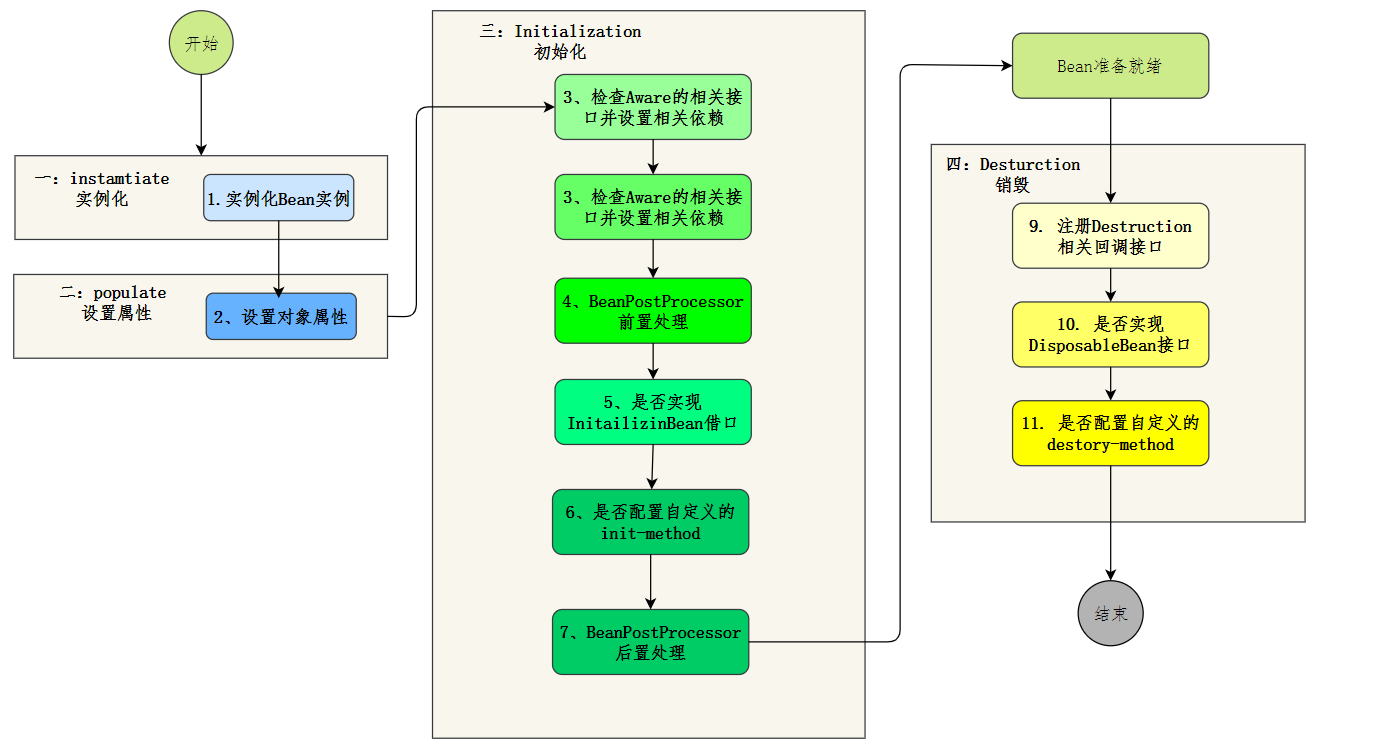 开始
一：instamtiate
实例化
1.实例化Bean实例
二：populate
设置属性
2、设置对象属性
三：Initialization
初始化
3、检查Aware的相关接
口并设置相关依赖
3、检查Aware的相关接
口并设置相关依赖
4、BeanPostProcessor
前置处理
5、是否实现
InitailizinBean借口
6、是否配置自定义的
init-method
7、BeanPostProcessor
后置处理
Bean准备就绪
四：Desturction
销毁
9. 注册Destruction
相关回调接口
10. 是否实现
DisposableBean接口
11. 是否配置自定义的
destory-method
结束